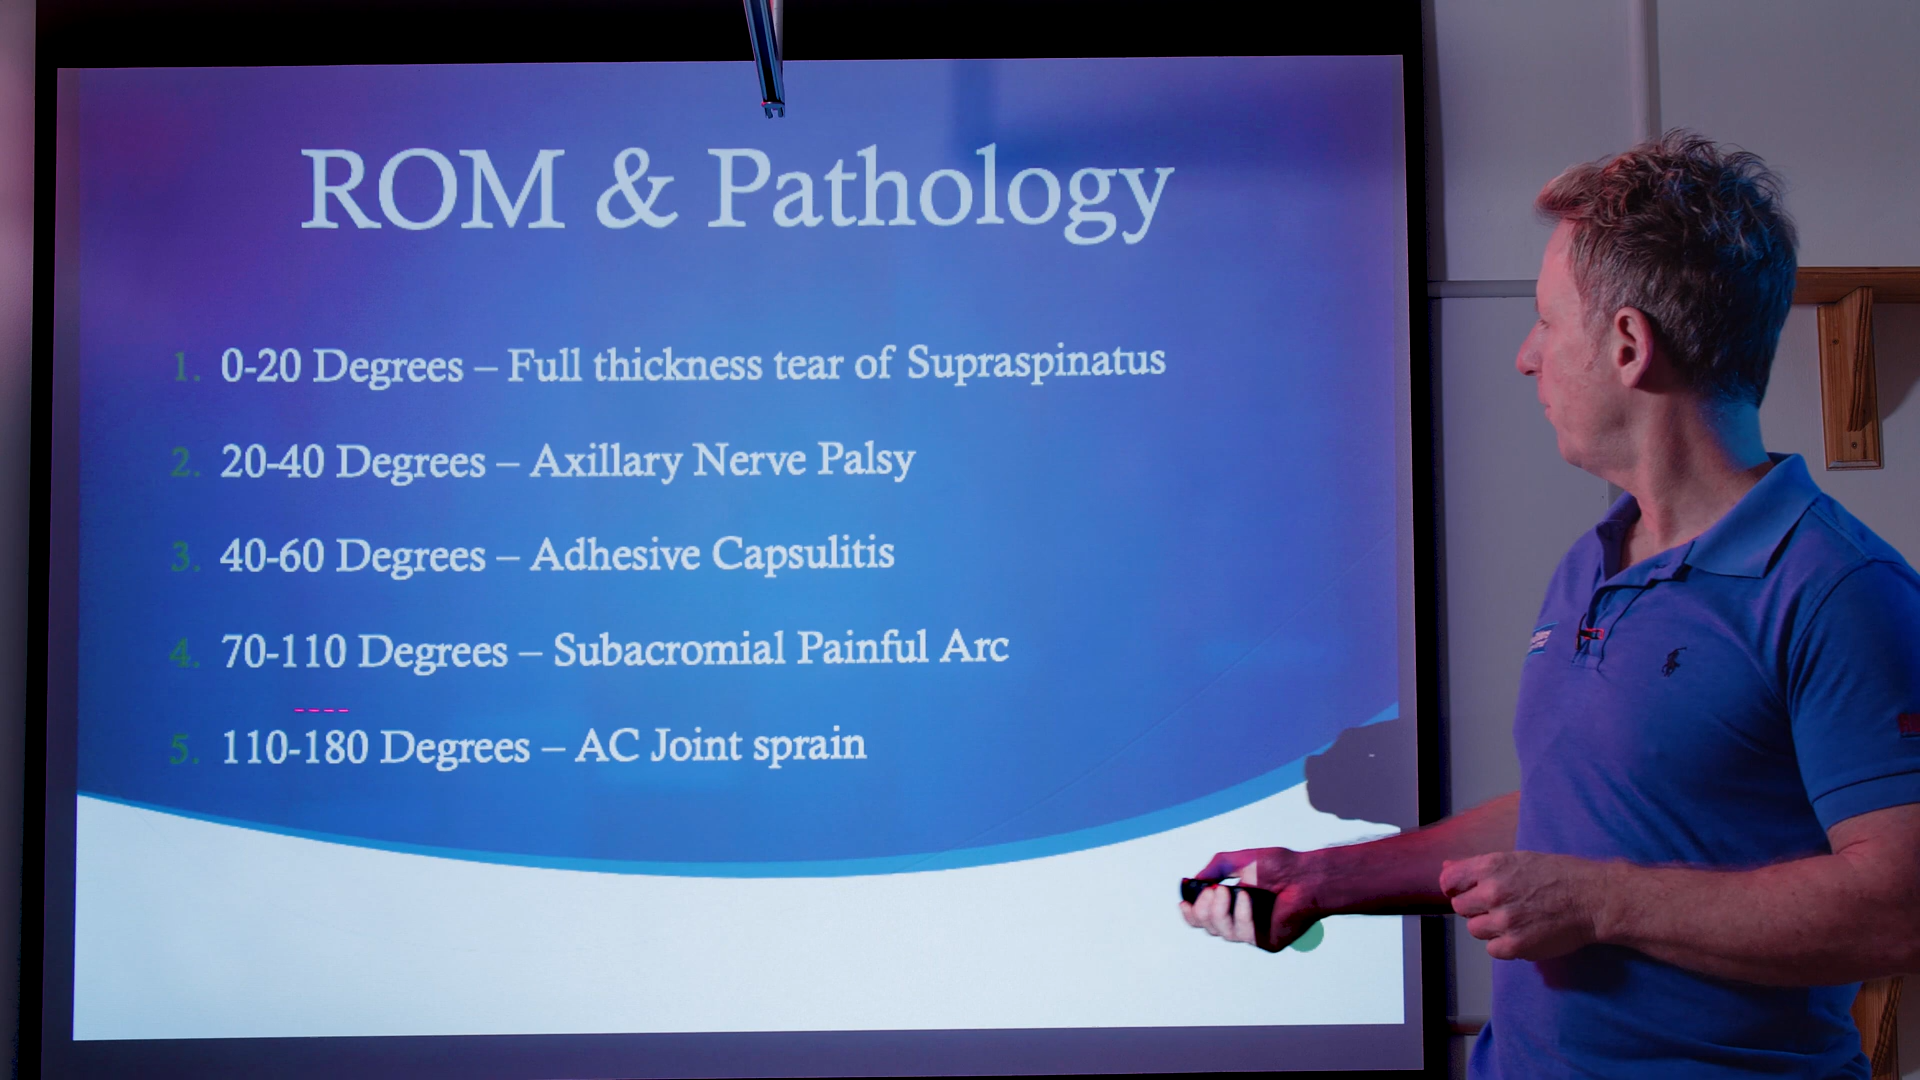 ROM & Pathology
1. 0-20 Degrees – Full thickness tear of Supraspinatus
2. 20-40 Degrees – Axillary Nerve Palsy
3. 40-60 Degrees – Adhesive Capsulitis
4. 70-110 Degrees – Subacromial Painful Arc
5. 110-180 Degrees – AC Joint sprain